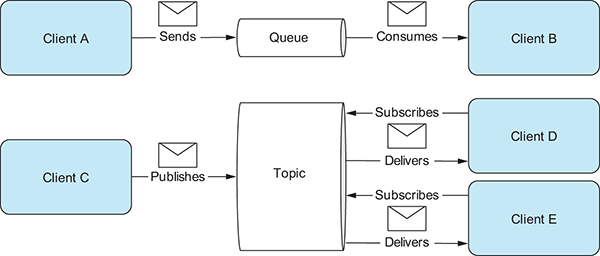 Client A
Sends
Queue
Consumes
Client B
Client C
Publishes
Topic
Subscribes
Delivers
Client D
Subscribes
Delivers
Client E